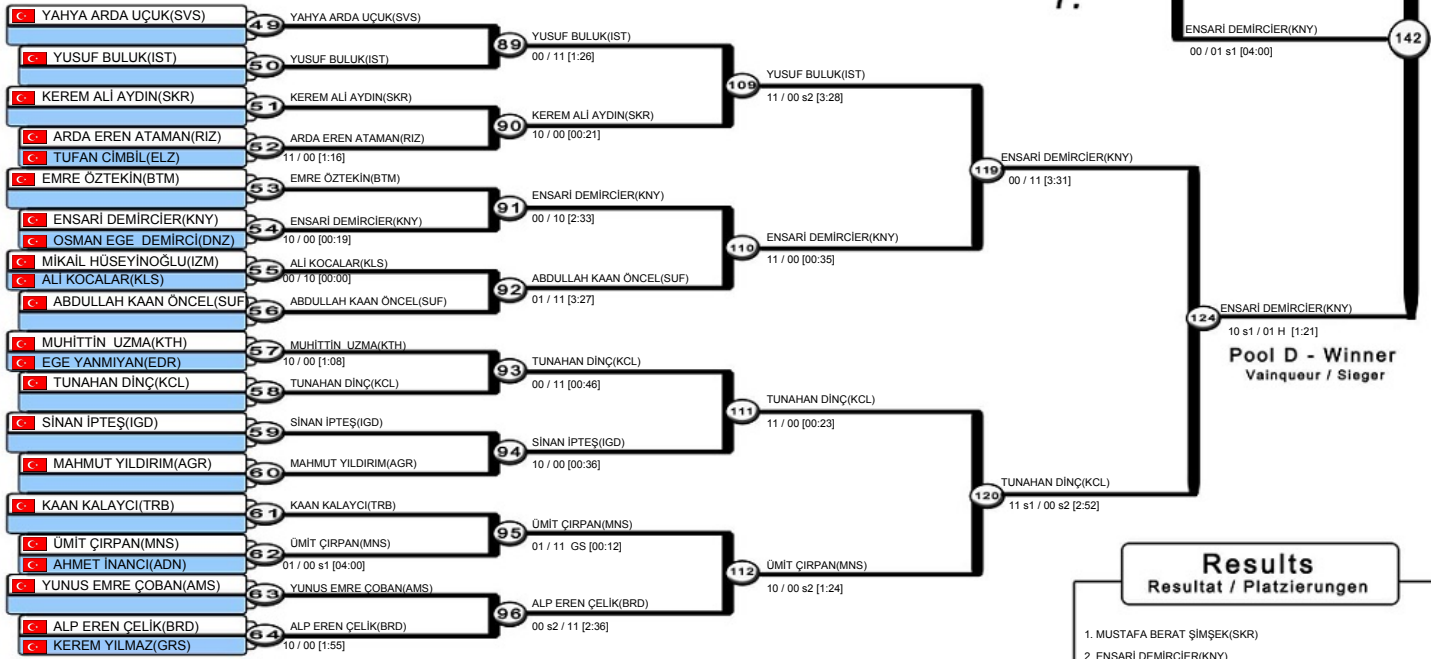 YAHYA ARDA UÇUK(SVS)
49
YAHYA ARDA UÇUK(SVS)
YUSUF BULUK(IST)
50
YUSUF BULUK(IST)
89
YUSUF BULUK(IST)
00 / 11 [1:26]
KEREM ALİ AYDIN(SKR)
51
KEREM ALİ AYDIN(SKR)
ARDA EREN ATAMAN(RIZ)
TUFAN CİMBİL(ELZ)
52
ARDA EREN ATAMAN(RIZ)
11 / 00 [1:16]
90
KEREM ALİ AYDIN(SKR)
10 / 00 [00:21]
109
YUSUF BULUK(IST)
11 / 00 s2 [3:28]
EMRE ÖZTEKİN(BTM)
53
EMRE ÖZTEKİN(BTM)
ENSARİ DEMİRCİER(KNY)
OSMAN EGE  DEMİRCİ(DNZ)
54
ENSARİ DEMİRCİER(KNY)
10 / 00 [00:19]
91
ENSARİ DEMİRCİER(KNY)
00 / 10 [2:33]
MİKAİL HÜSEYİNOĞLU(IZM)
ALİ KOCALAR(KLS)
55
ALİ KOCALAR(KLS)
00 / 10 [00:00]
ABDULLAH KAAN ÖNCEL(SUF
56
ABDULLAH KAAN ÖNCEL(SUF)
92
ABDULLAH KAAN ÖNCEL(SUF)
01 / 11 [3:27]
110
ENSARİ DEMİRCİER(KNY)
11 / 00 [00:35]
119
ENSARİ DEMİRCİER(KNY)
00 / 11 [3:31]
MUHİTTİN  UZMA(KTH)
EGE YANMIYAN(EDR)
57
MUHİTTİN  UZMA(KTH)
10 / 00 [1:08]
TUNAHAN DİNÇ(KCL)
58
TUNAHAN DİNÇ(KCL)
93
TUNAHAN DİNÇ(KCL)
00 / 11 [00:46]
SİNAN İPTEŞ(IGD)
59
SİNAN İPTEŞ(IGD)
MAHMUT YILDIRIM(AGR)
60
MAHMUT YILDIRIM(AGR)
94
SİNAN İPTEŞ(IGD)
10 / 00 [00:36]
111
TUNAHAN DİNÇ(KCL)
11 / 00 [00:23]
KAAN KALAYCI(TRB)
61
KAAN KALAYCI(TRB)
ÜMİT ÇIRPAN(MNS)
AHMET İNANCI(ADN)
62
ÜMİT ÇIRPAN(MNS)
01 / 00 s1 [04:00]
95
ÜMİT ÇIRPAN(MNS)
01 / 11  GS [00:12]
YUNUS EMRE ÇOBAN(AMS)
63
YUNUS EMRE ÇOBAN(AMS)
ALP EREN ÇELİK(BRD)
KEREM YILMAZ(GRS)
64
ALP EREN ÇELİK(BRD)
10 / 00 [1:55]
96
ALP EREN ÇELİK(BRD)
00 s2 / 11 [2:36]
112
ÜMİT ÇIRPAN(MNS)
10 / 00 s2 [1:24]
120
TUNAHAN DİNÇ(KCL)
11 s1 / 00 s2 [2:52]
124
ENSARİ DEMİRCİER(KNY)
10 s1 / 01 H  [1:21]
Pool D - Winner
Vainqueur / Sieger
ENSARİ DEMİRCİER(KNY)
00 / 01 s1 [04:00]
142
Results
Resultat / Platzierungen
1. MUSTAFA BERAT ŞİMŞEK(SKR)
2. ENSARİ DEMİRCİER(KNY)